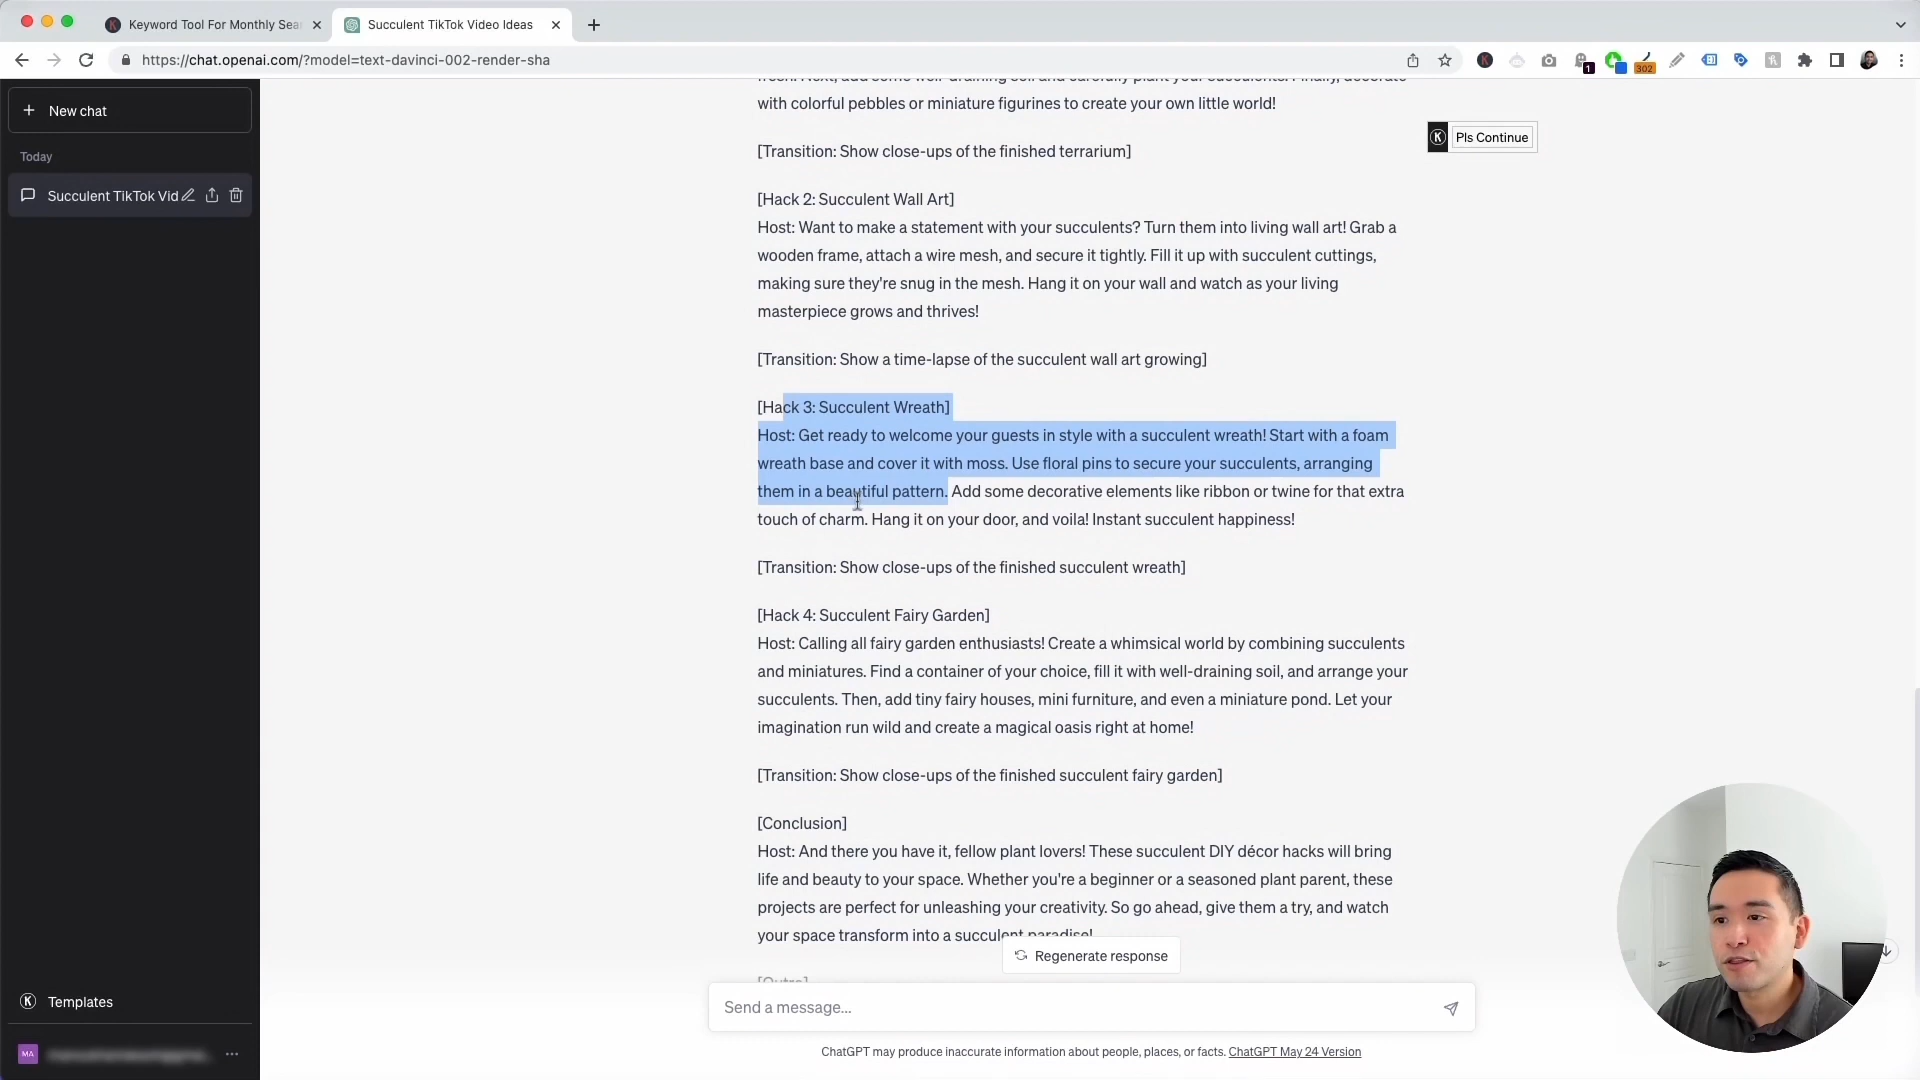 Keyword Tool For Monthly Sea
Succulent TikTok Video Ideas
https://chat.openai.com/?model=text-davinci-002-render-sha
1
302
New chat
Today
Succulent TikTok Vid
with colorful pebbles or miniature figurines to create your own little world!
Pls Continue
[Transition: Show close-ups of the finished terrarium]
[Hack 2: Succulent Wall Art]
Host: Want to make a statement with your succulents? Turn them into living wall art! Grab a
wooden frame, attach a wire mesh, and secure it tightly. Fill it up with succulent cuttings,
making sure they're snug in the mesh. Hang it on your wall and watch as your living
masterpiece grows and thrives!
[Transition: Show a time-lapse of the succulent wall art growing]
[Hack 3: Succulent Wreath]
Host: Get ready to welcome your guests in style with a succulent wreath! Start with a foam
wreath base and cover it with moss. Use floral pins to secure your succulents, arranging
them in a beautiful pattern. Add some decorative elements like ribbon or twine for that extra
touch of charm. Hang it on your door, and voila! Instant succulent happiness!
[Transition: Show close-ups of the finished succulent wreath]
[Hack 4: Succulent Fairy Garden]
Host: Calling all fairy garden enthusiasts! Create a whimsical world by combining succulents
and miniatures. Find a container of your choice, fill it with well-draining soil, and arrange your
succulents. Then, add tiny fairy houses, mini furniture, and even a miniature pond. Let your
imagination run wild and create a magical oasis right at home!
[Transition: Show close-ups of the finished succulent fairy garden]
[Conclusion]
Host: And there you have it, fellow plant lovers! These succulent DIY décor hacks will bring
life and beauty to your space. Whether you're a beginner or a seasoned plant parent, these
projects are perfect for unleashing your creativity. So go ahead, give them a try, and watch
your space transform into a succulent paradise!
Regenerate response
[Outro]
Send a message...
ChatGPT may produce inaccurate information about people, places, or facts. ChatGPT May 24 Version
K Templates
MA